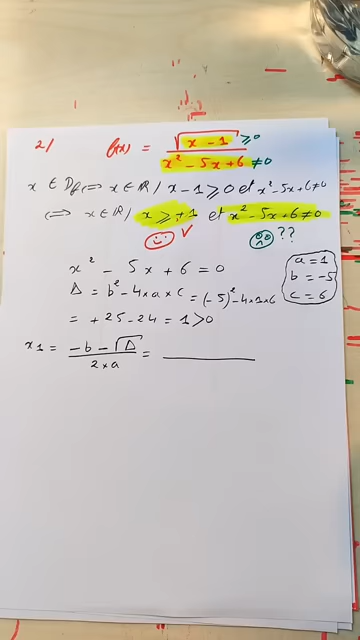 2/ f(x) = √(x - 1) ≥0 / x² - 5x + 6 ≠0
x ∈ Df ⟺ x ∈ ℝ / x - 1 ≥ 0 et x² - 5x + 6 ≠ 0
⟺ x ∈ ℝ / x ≥ +1 et x² - 5x + 6 ≠ 0
✓ ??
x² - 5x + 6 = 0
a = 1
b = -5
c = 6
Δ = b² - 4 × a × c = (-5)² - 4×1×6
= +25 - 24 = 1 > 0
x1 = (-b - √Δ) / (2 × a) = ________